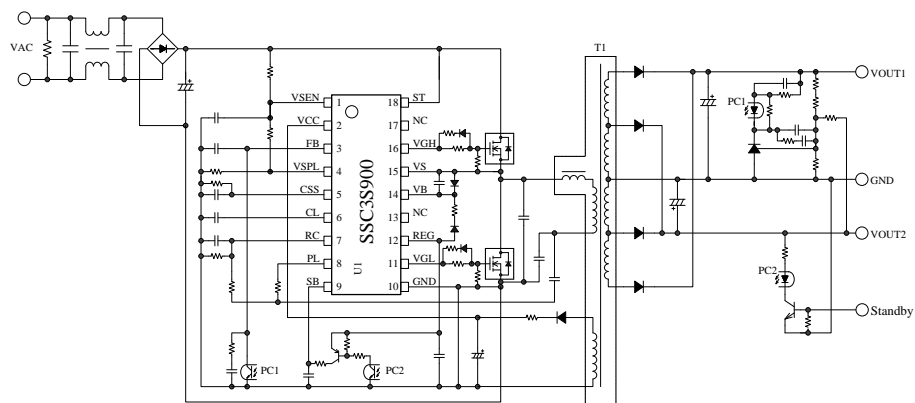 T1
VAC
VOUT1
PC1
VSEN 1 18 ST
VCC 2 17 NC
FB 3 16 VGH
VSPL 4 15 VS
CSS 5 14 VB
CL 6 13 NC
RC 7 12 REG
PL 8 11 VGL
SB 9 10 GND
SSC3S900
U1
GND
VOUT2
PC2
Standby
PC1
PC2